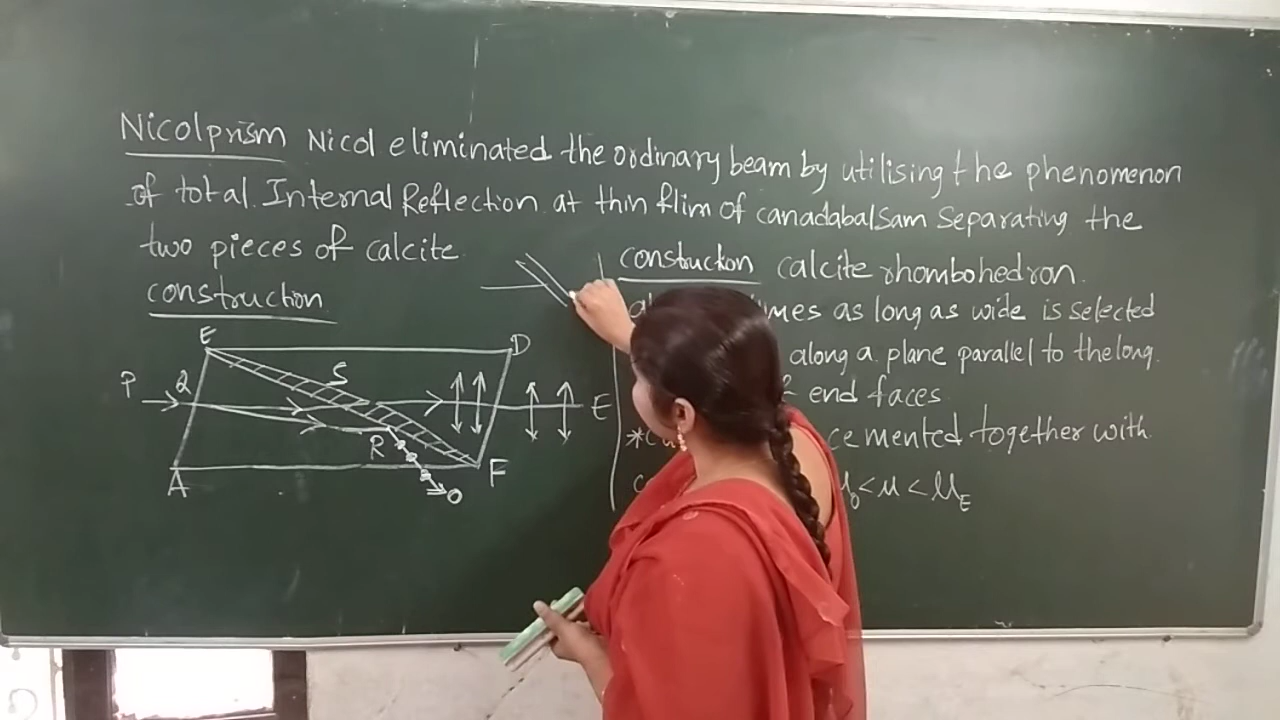 Nicolprism Nicol eliminated the ordinary beam by utilising the phenomenon
of total Internal Reflection at thin flim of canadabalsam Separating the
two pieces of calcite
construction
E
D
S
P
Q
E
R
A
F
O
construction calcite rhombohedron.
as long as wide is selected
along a plane parallel to the long.
end faces
* cemented together with
<μ<μE